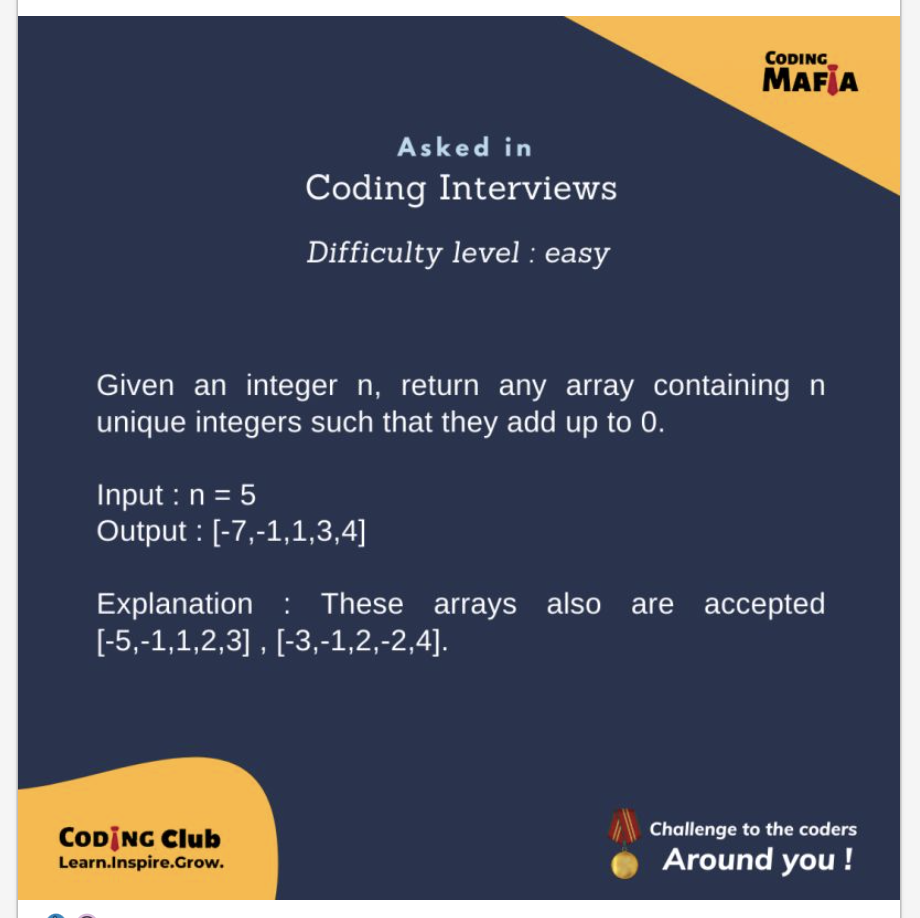 CODING
MAFIA
Asked in
Coding Interviews
Difficulty level : easy
Given an integer n, return any array containing n
unique integers such that they add up to 0.
Input : n = 5
Output : [-7,-1,1,3,4]
Explanation : These arrays also are accepted
[-5,-1,1,2,3] , [-3,-1,2,-2,4].
CODING Club
Learn.Inspire.Grow.
Challenge to the coders
Around you !